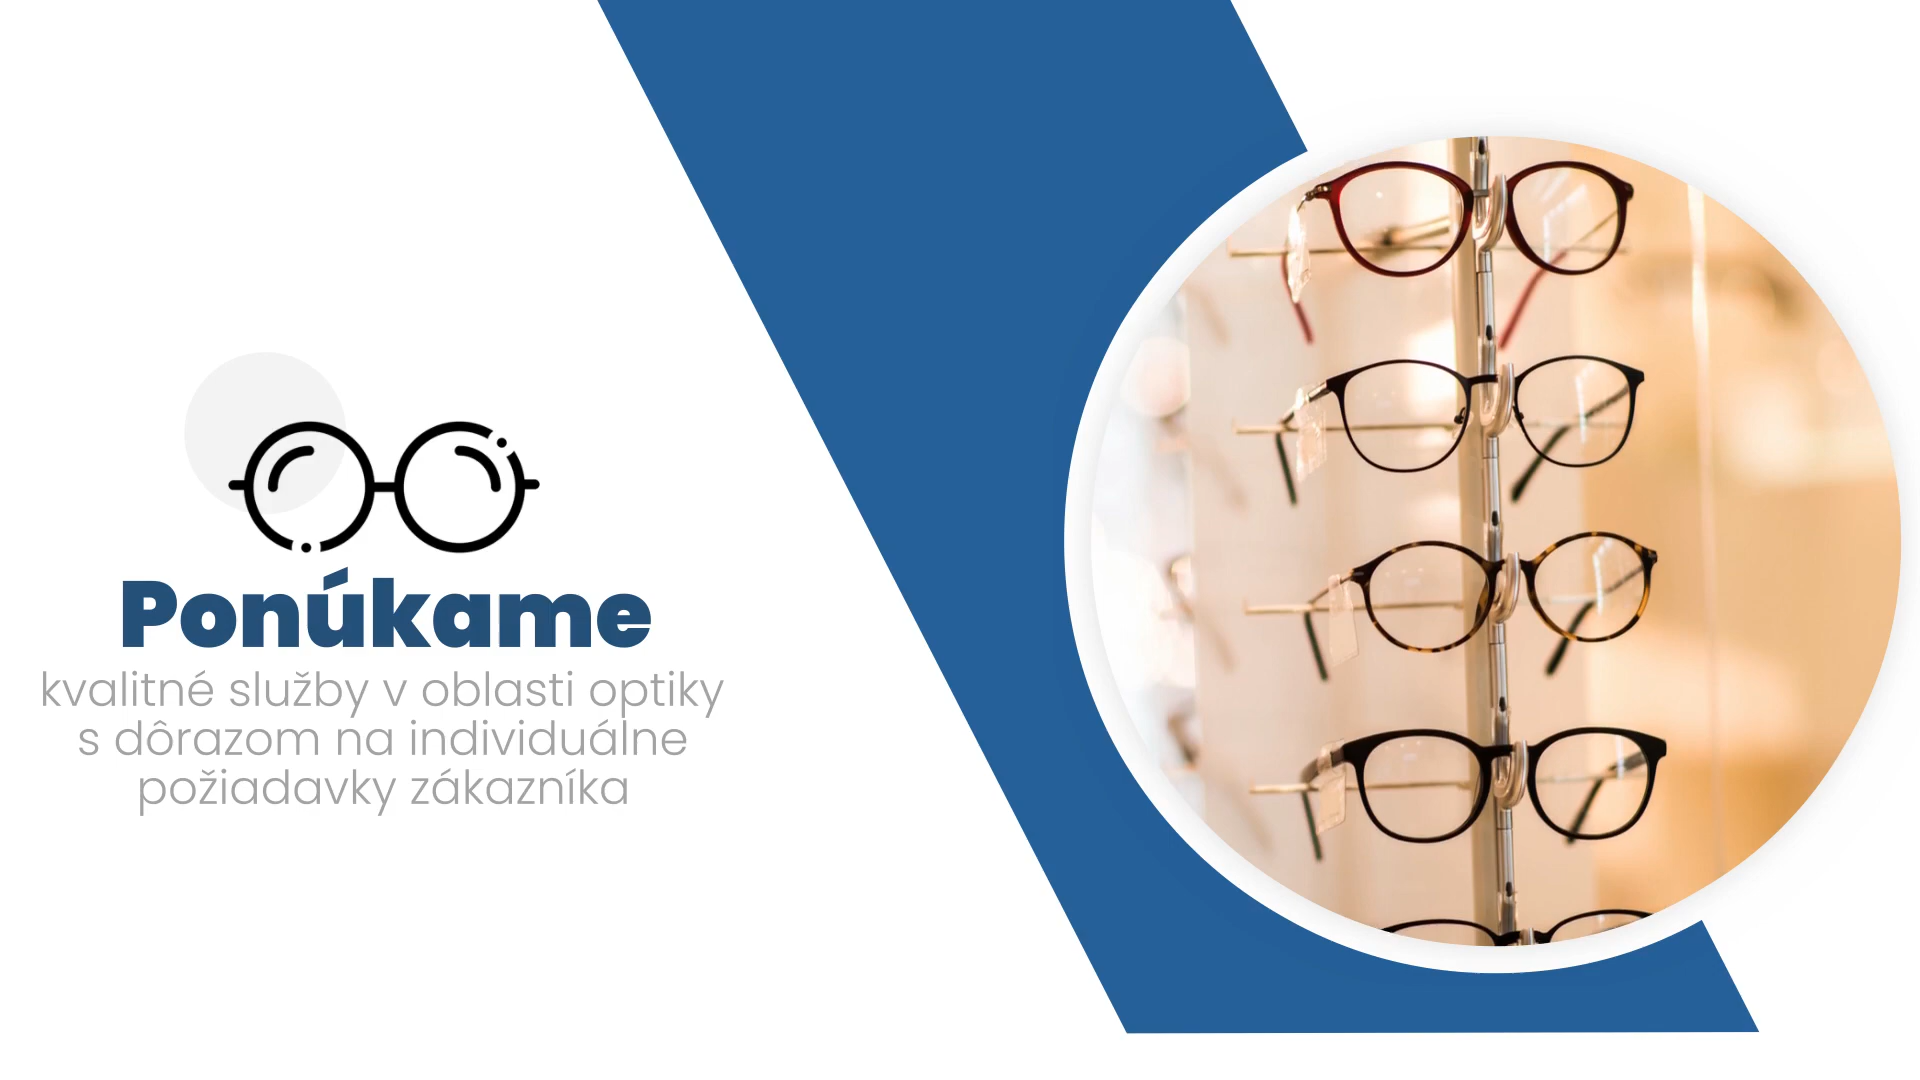 Ponúkame
kvalitné služby v oblasti optiky
s dôrazom na individuálne
požiadavky zákazníka